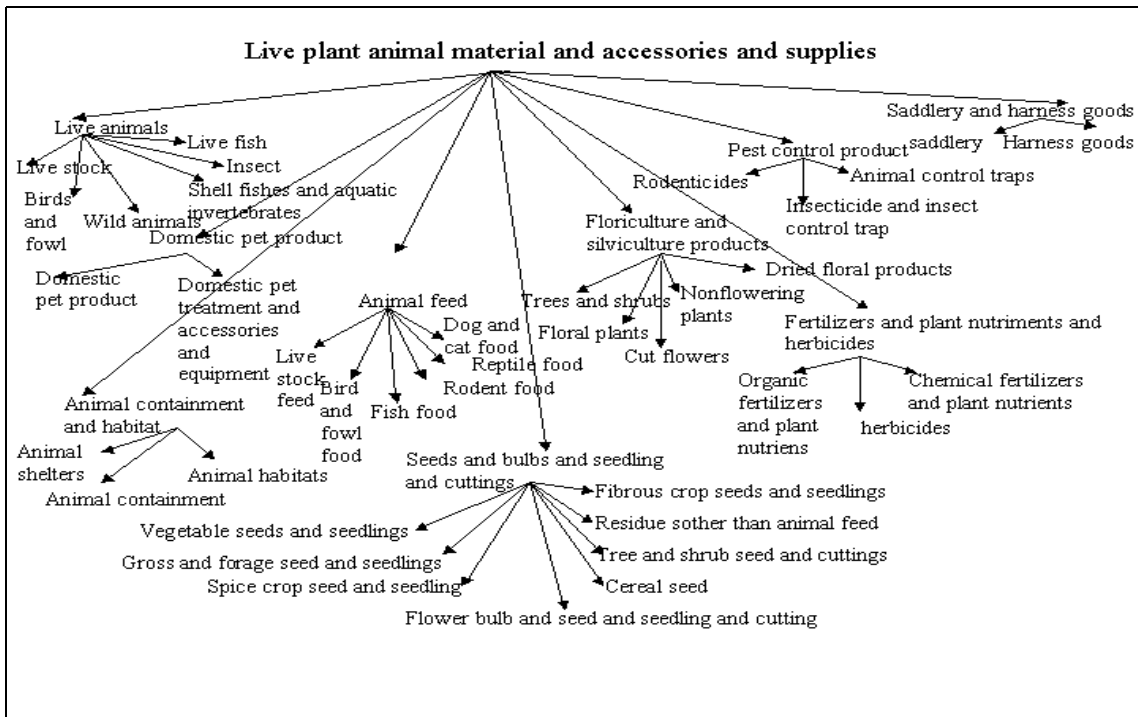 Live plant animal material and accessories and supplies
Live animals
Live fish
Live stock
Insect
Birds
and
fowl
Wild animals
Shell fishes and aquatic
invertebrates
Domestic pet product
Domestic
pet product
Domestic pet
treatment and
accessories
and
equipment
Animal containment
and habitat
Animal
shelters
Animal containment
Animal habitats
Animal feed
Live
stock
feed
Bird
and
fowl
food
Fish food
Rodent food
Reptile food
Dog and
cat food
Seeds and bulbs and seedling
and cuttings
Vegetable seeds and seedlings
Gross and forage seed and seedlings
Spice crop seed and seedling
Flower bulb and seed and seedling and cutting
Cereal seed
Tree and shrub seed and cuttings
Residue sother than animal feed
Fibrous crop seeds and seedlings
Floriculture and
silviculture products
Trees and shrubs
Floral plants
Cut flowers
Nonflowering
plants
Dried floral products
Fertilizers and plant nutriments and
herbicides
Organic
fertilizers
and plant
nutriens
herbicides
Chemical fertilizers
and plant nutrients
Pest control product
Rodenticides
Insecticide and insect
control trap
Animal control traps
Saddlery and harness goods
saddlery
Harness goods